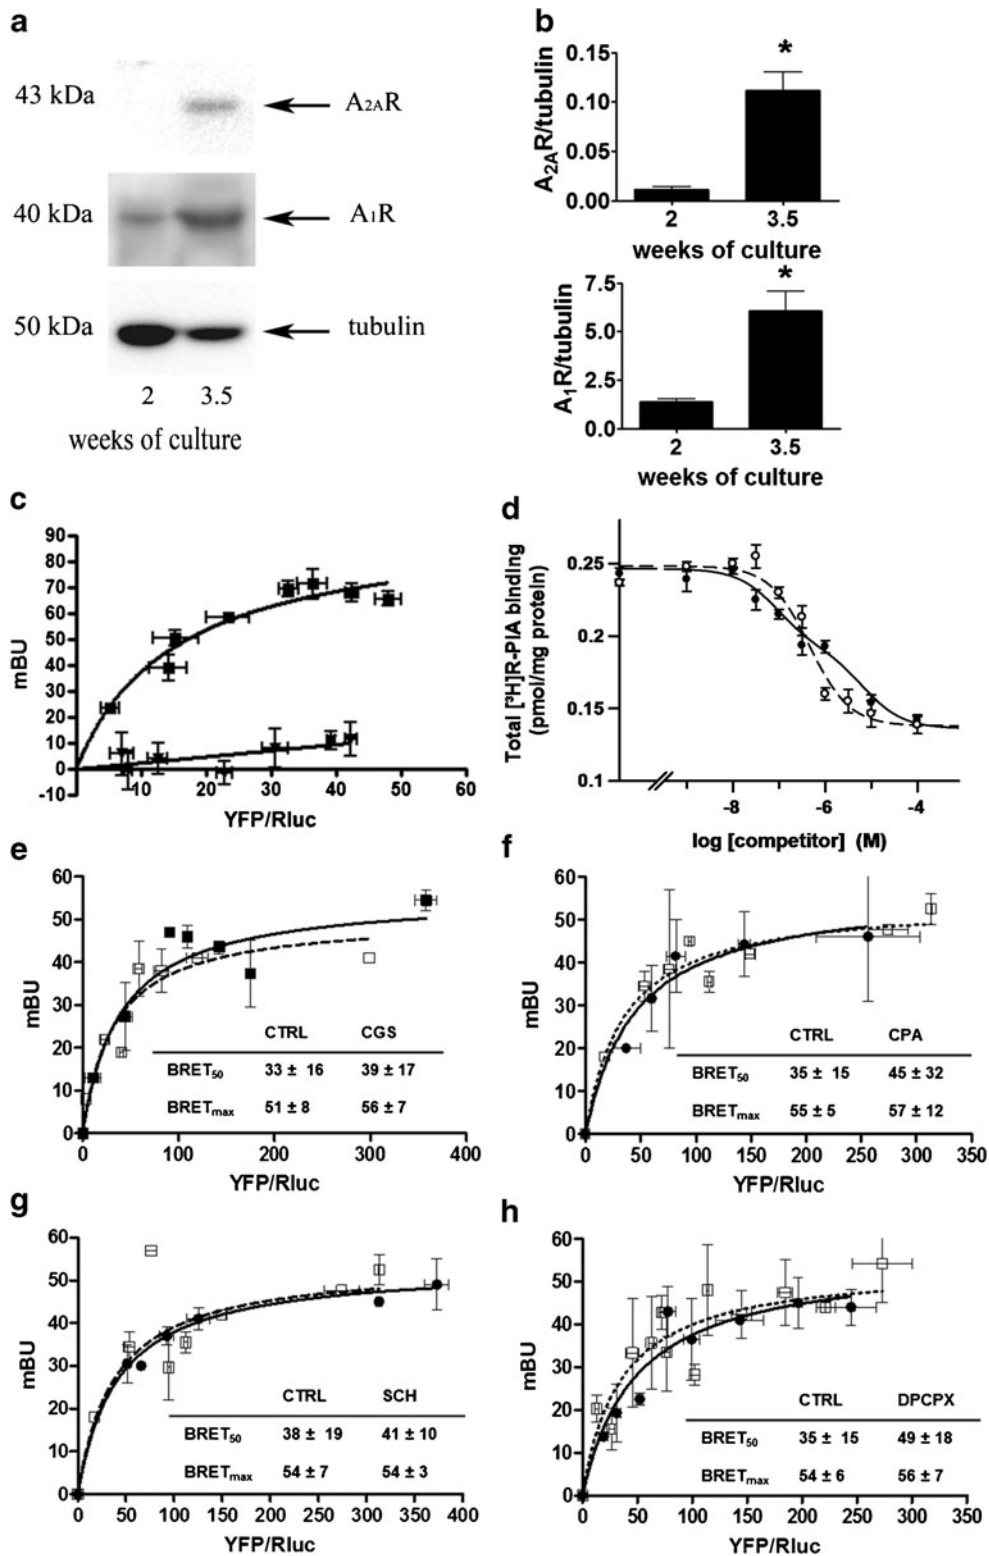 a
43 kDa
A2AR
40 kDa
A1R
50 kDa
tubulin
2 3.5
weeks of culture
b
A2AR/tubulin
0.15
0.10
0.05
0.00
*
2 3.5
weeks of culture
A1R/tubulin
7.5
5.0
2.5
0.0
*
2 3.5
weeks of culture
c
mBU
90
80
70
60
50
40
30
20
10
0
-10
10 20 30 40 50 60
YFP/Rluc
d
Total [³H]R-PIA binding
(pmol/mg protein)
0.25
0.2
0.15
0.1
-8 -6 -4
log [competitor] (M)
e
mBU
60
50
40
30
20
10
0
0 100 200 300 400
YFP/Rluc
CTRL CGS
BRET50 33 ± 16 39 ± 17
BRETmax 51 ± 8 56 ± 7
f
mBU
60
50
40
30
20
10
0
0 50 100 150 200 250 300 350
YFP/Rluc
CTRL CPA
BRET50 35 ± 15 45 ± 32
BRETmax 55 ± 5 57 ± 12
g
mBU
60
50
40
30
20
10
0
0 50 100 150 200 250 300 350 400
YFP/Rluc
CTRL SCH
BRET50 38 ± 19 41 ± 10
BRETmax 54 ± 7 54 ± 3
h
mBU
60
50
40
30
20
10
0
0 50 100 150 200 250 300 350
YFP/Rluc
CTRL DPCPX
BRET50 35 ± 15 49 ± 18
BRETmax 54 ± 6 56 ± 7